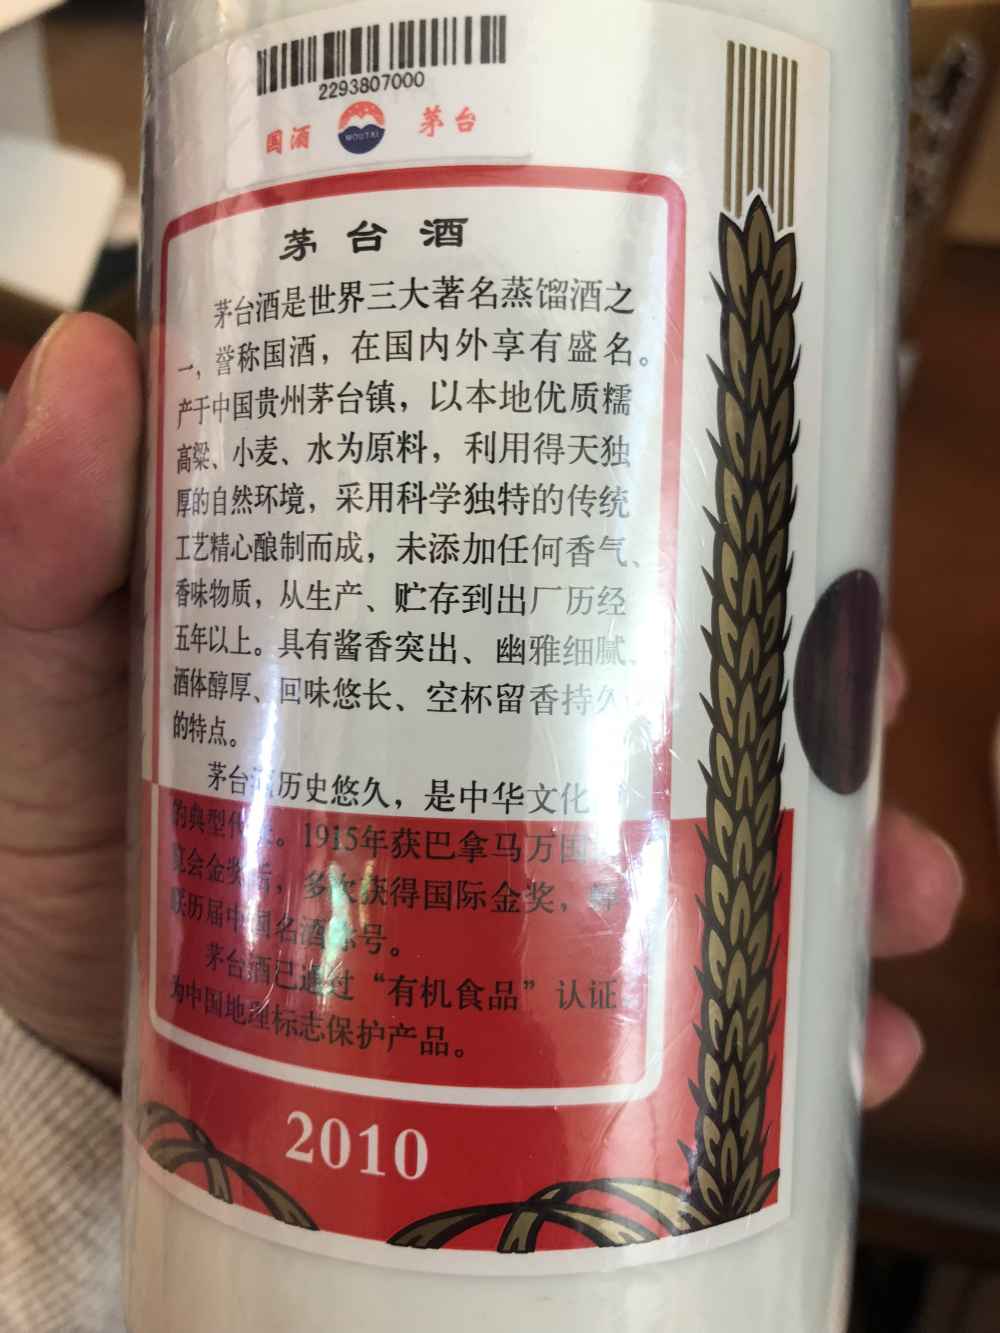 2293807000
国酒 MOUTAI 茅台
茅台酒
茅台酒是世界三大著名蒸馏酒之
一，誉称国酒，在国内外享有盛名。
产于中国贵州茅台镇，以本地优质糯
高粱、小麦、水为原料，利用得天独
厚的自然环境，采用科学独特的传统
工艺精心酿制而成，未添加任何香气、
香味物质，从生产、贮存到出厂历经
五年以上。具有酱香突出、幽雅细腻、
酒体醇厚、回味悠长、空杯留香持久
的特点。
茅台酒历史悠久，是中华文化
的典型代表。1915年获巴拿马万国
览会金奖后，多次获得国际金奖，蝉
联历届中国名酒称号。
茅台酒已通过“有机食品”认证
为中国地理标志保护产品。
2010